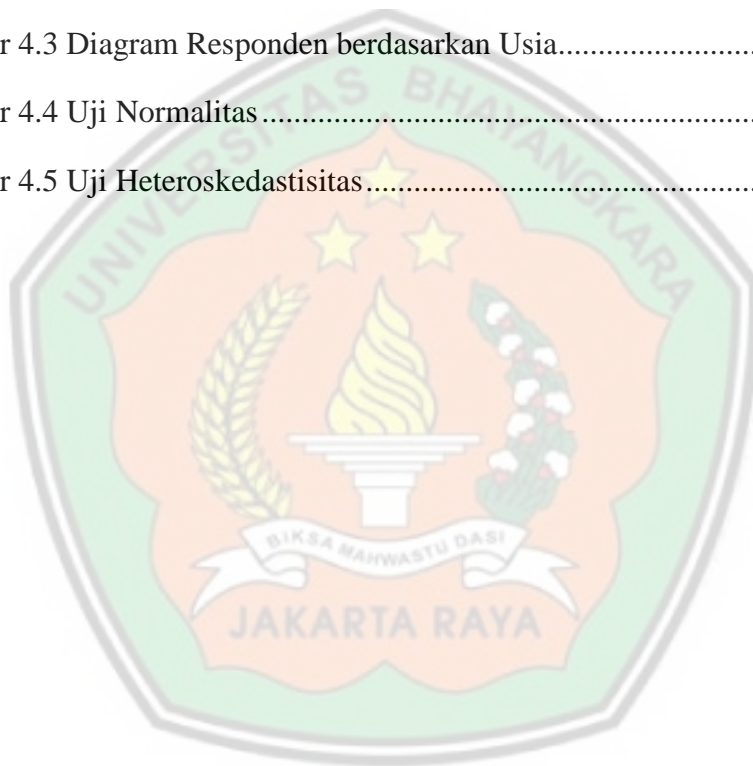 r 4.3 Diagram Responden berdasarkan Usia.......................
r 4.4 Uji Normalitas.......................................................
r 4.5 Uji Heteroskedastisitas...........................................
UNIVERSITAS BHAYANGKARA
BIKSA MAHWASTU DASI
JAKARTA RAYA